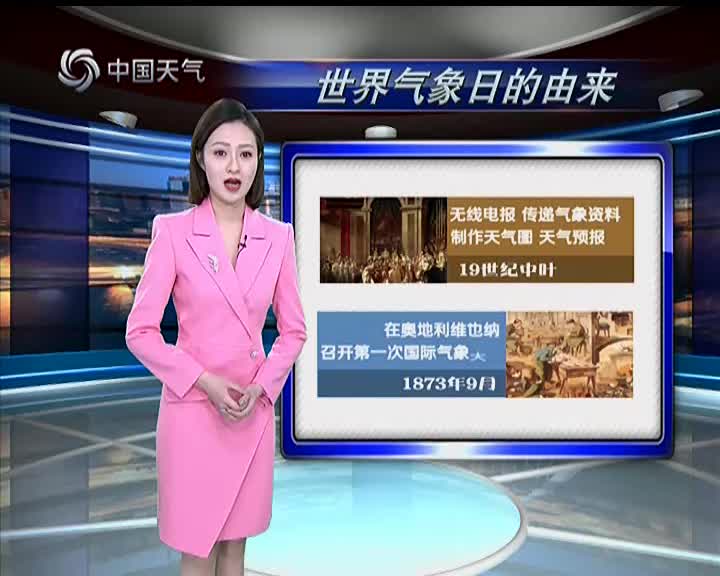 中国天气
世界气象日的由来
无线电报 传递气象资料
制作天气图 天气预报
19世纪中叶
在奥地利维也纳
召开第一次国际气象大
1873年9月